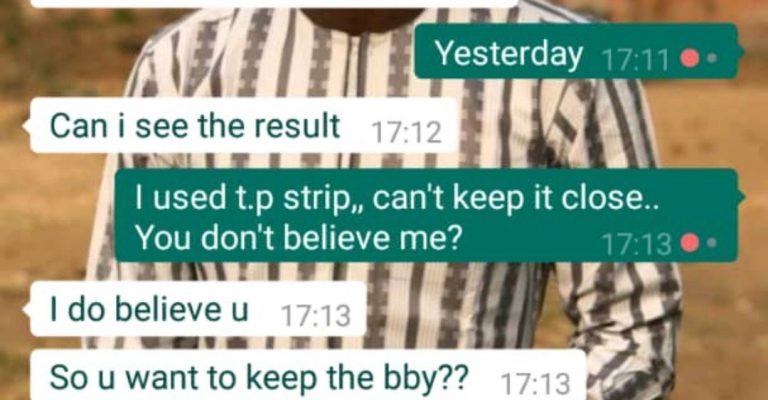 Yesterday 17:11
Can i see the result 17:12
I used t.p strip,, can't keep it close..
You don't believe me? 17:13
I do believe u 17:13
So u want to keep the bby?? 17:13